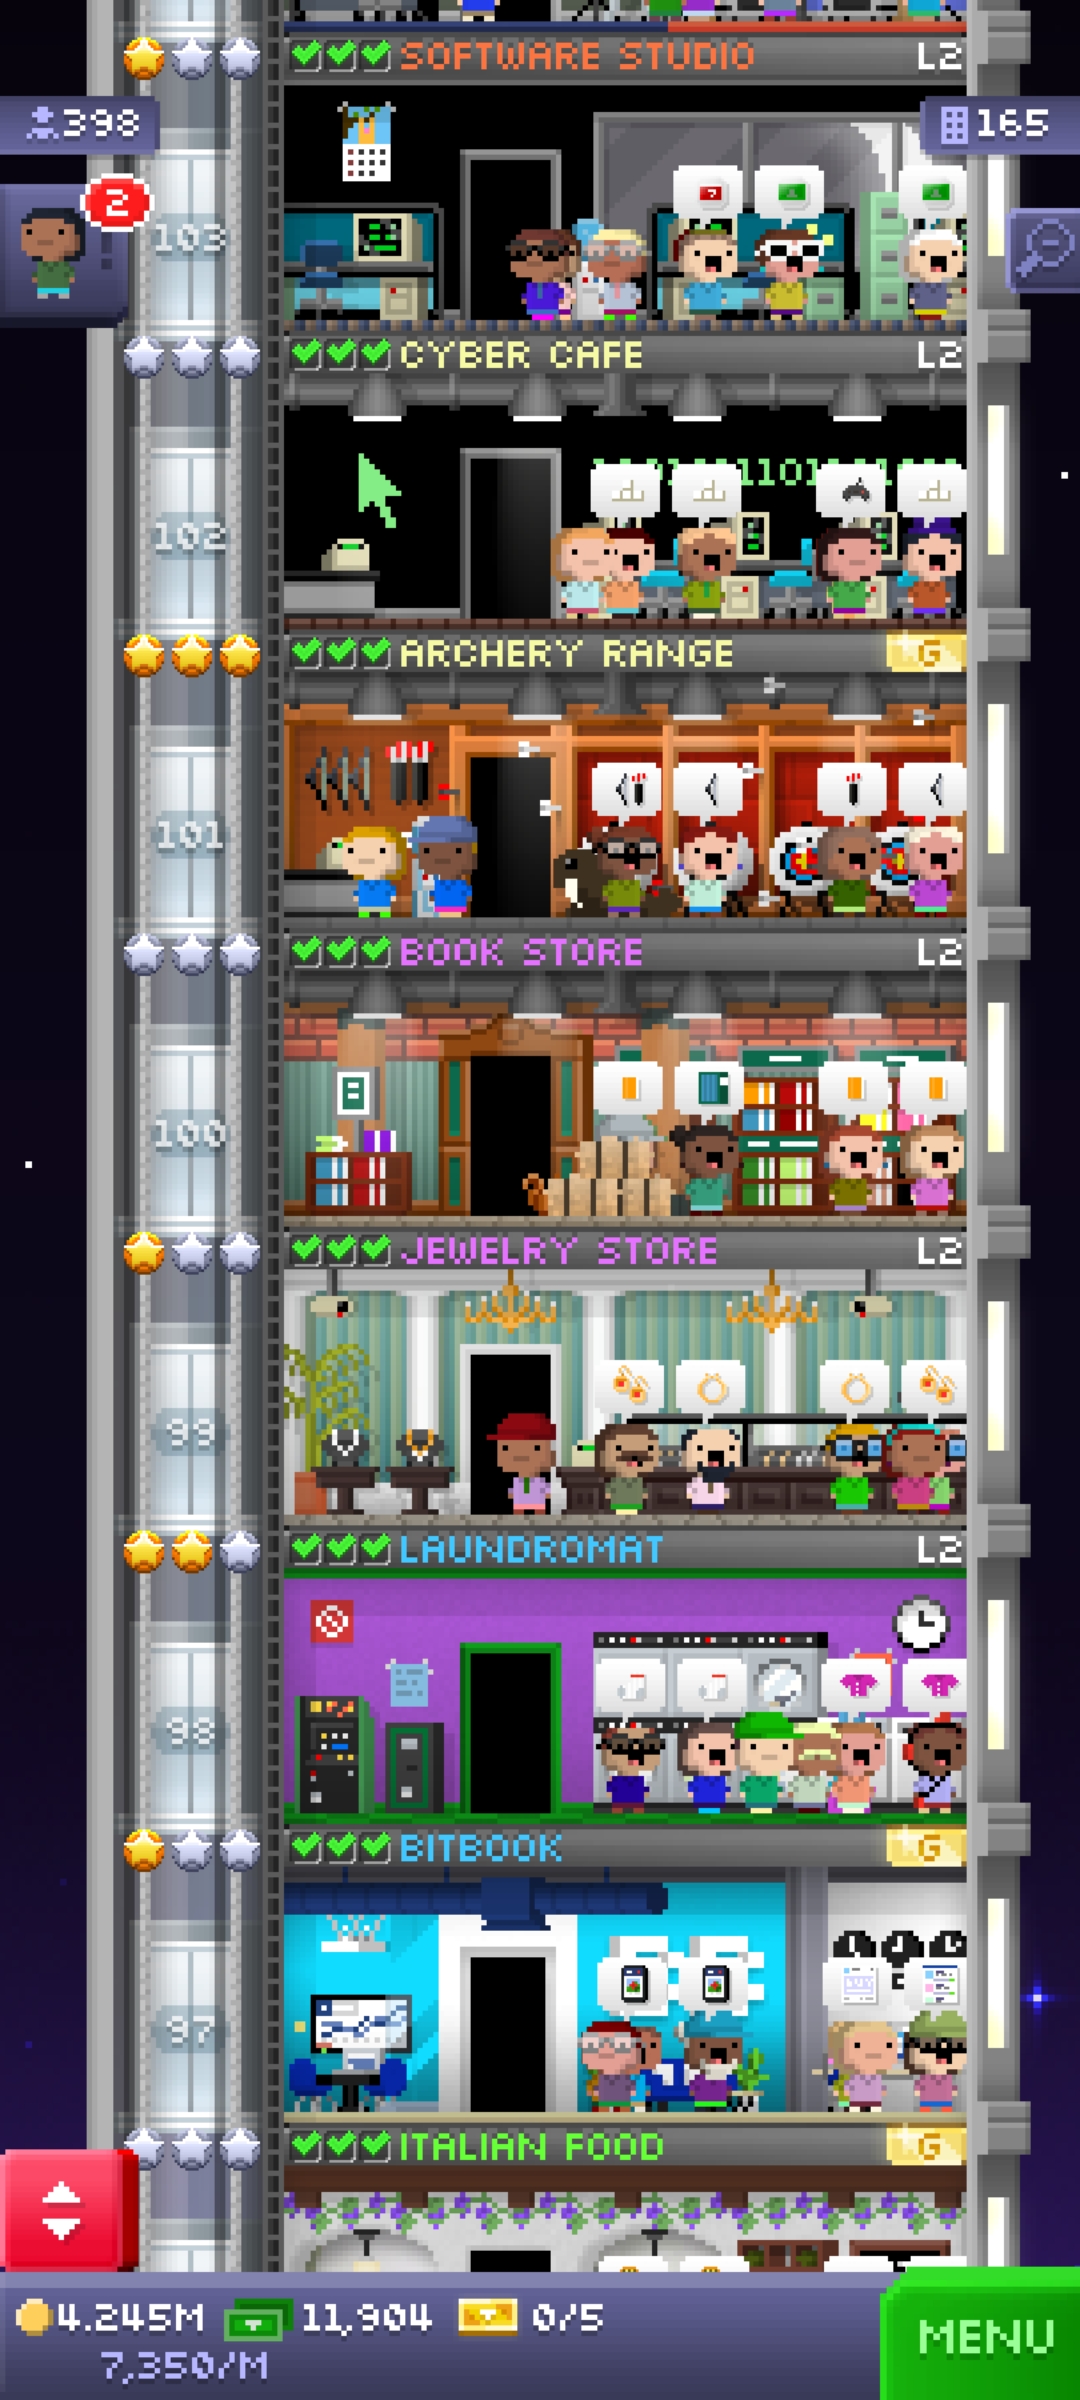 SOFTWARE STUDIO L2
398
165
2
103
CYBER CAFE L2
1101
102
ARCHERY RANGE G
101
BOOK STORE L2
8
100
JEWELRY STORE L2
99
LAUNDROMAT L2
98
BITBOOK G
97
ITALIAN FOOD G
4.245M 11,904 0/5
7,350/M
MENU